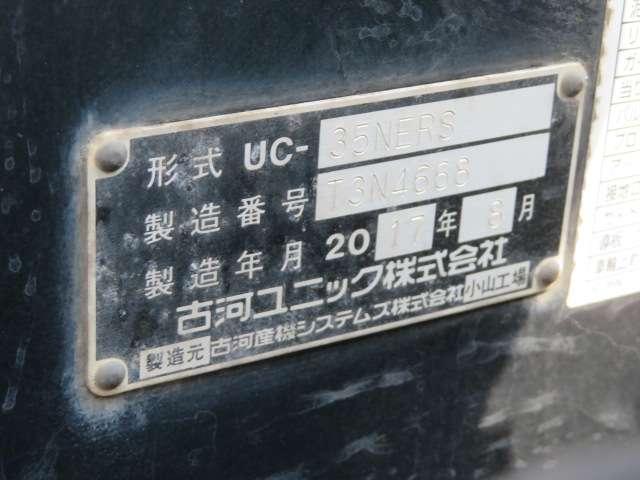 形式 UC-35NERS
製造番号 T3N4668
製造年月 2017年 8月
古河ユニック株式会社
製造元 古河産機システムズ株式会社 小山工場